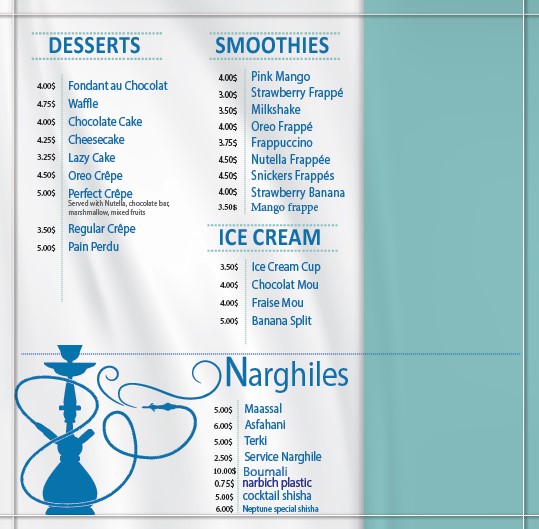 DESSERTS
4.00$ Fondant au Chocolat
4.75$ Waffle
4.00$ Chocolate Cake
4.25$ Cheesecake
3.25$ Lazy Cake
4.50$ Oreo Crêpe
5.00$ Perfect Crêpe
Served with Nutella, chocolate bar,
marshmallow, mixed fruits
3.50$ Regular Crêpe
5.00$ Pain Perdu
SMOOTHIES
4.00$ Pink Mango
3.00$ Strawberry Frappé
3.50$ Milkshake
4.00$ Oreo Frappé
3.75$ Frappuccino
4.50$ Nutella Frappée
4.50$ Snickers Frappés
4.00$ Strawberry Banana
3.50$ Mango frappe
ICE CREAM
3.50$ Ice Cream Cup
4.00$ Chocolat Mou
4.00$ Fraise Mou
5.00$ Banana Split
Narghiles
5.00$ Maassal
6.00$ Asfahani
5.00$ Terki
2.50$ Service Narghile
10.00$ Boumali
0.75$ narbich plastic
5.00$ cocktail shisha
6.00$ Neptune special shisha